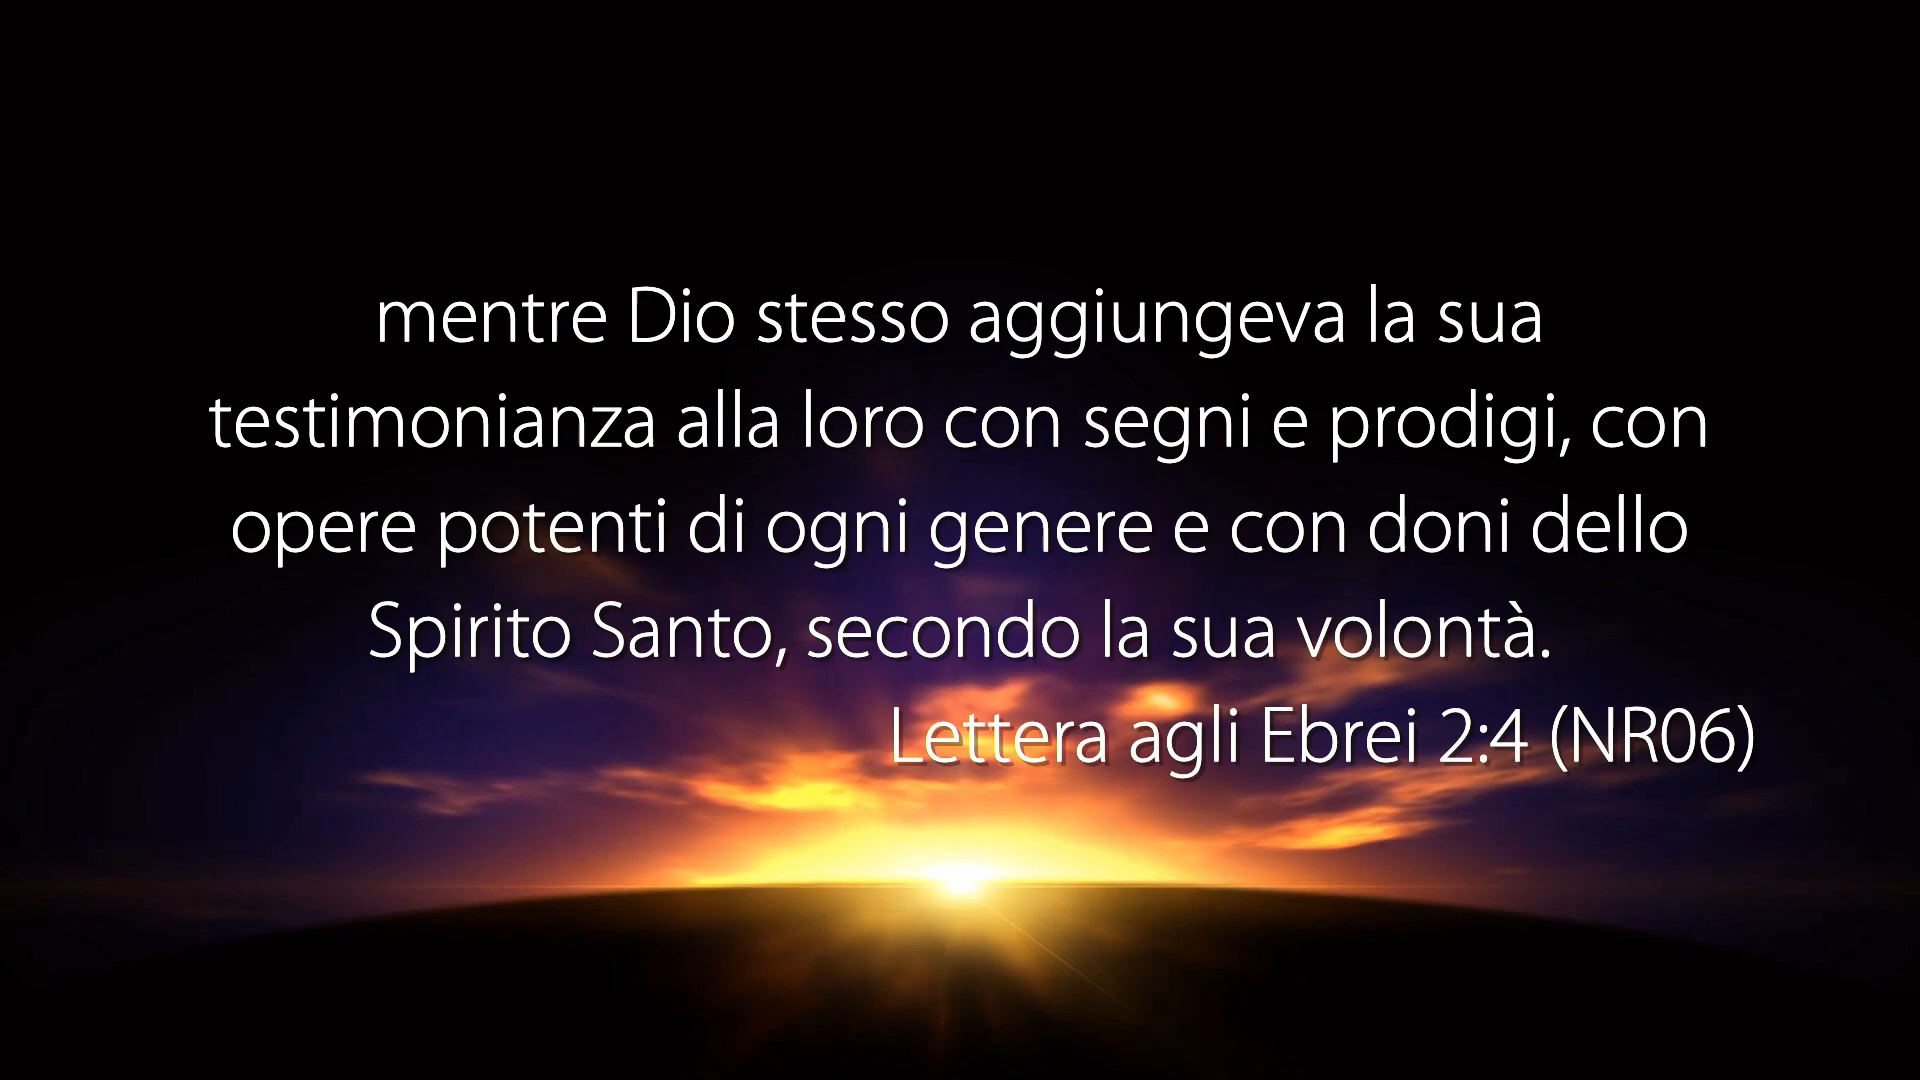 mentre Dio stesso aggiungeva la sua
testimonianza alla loro con segni e prodigi, con
opere potenti di ogni genere e con doni dello
Spirito Santo, secondo la sua volontà.
Lettera agli Ebrei 2:4 (NR06)